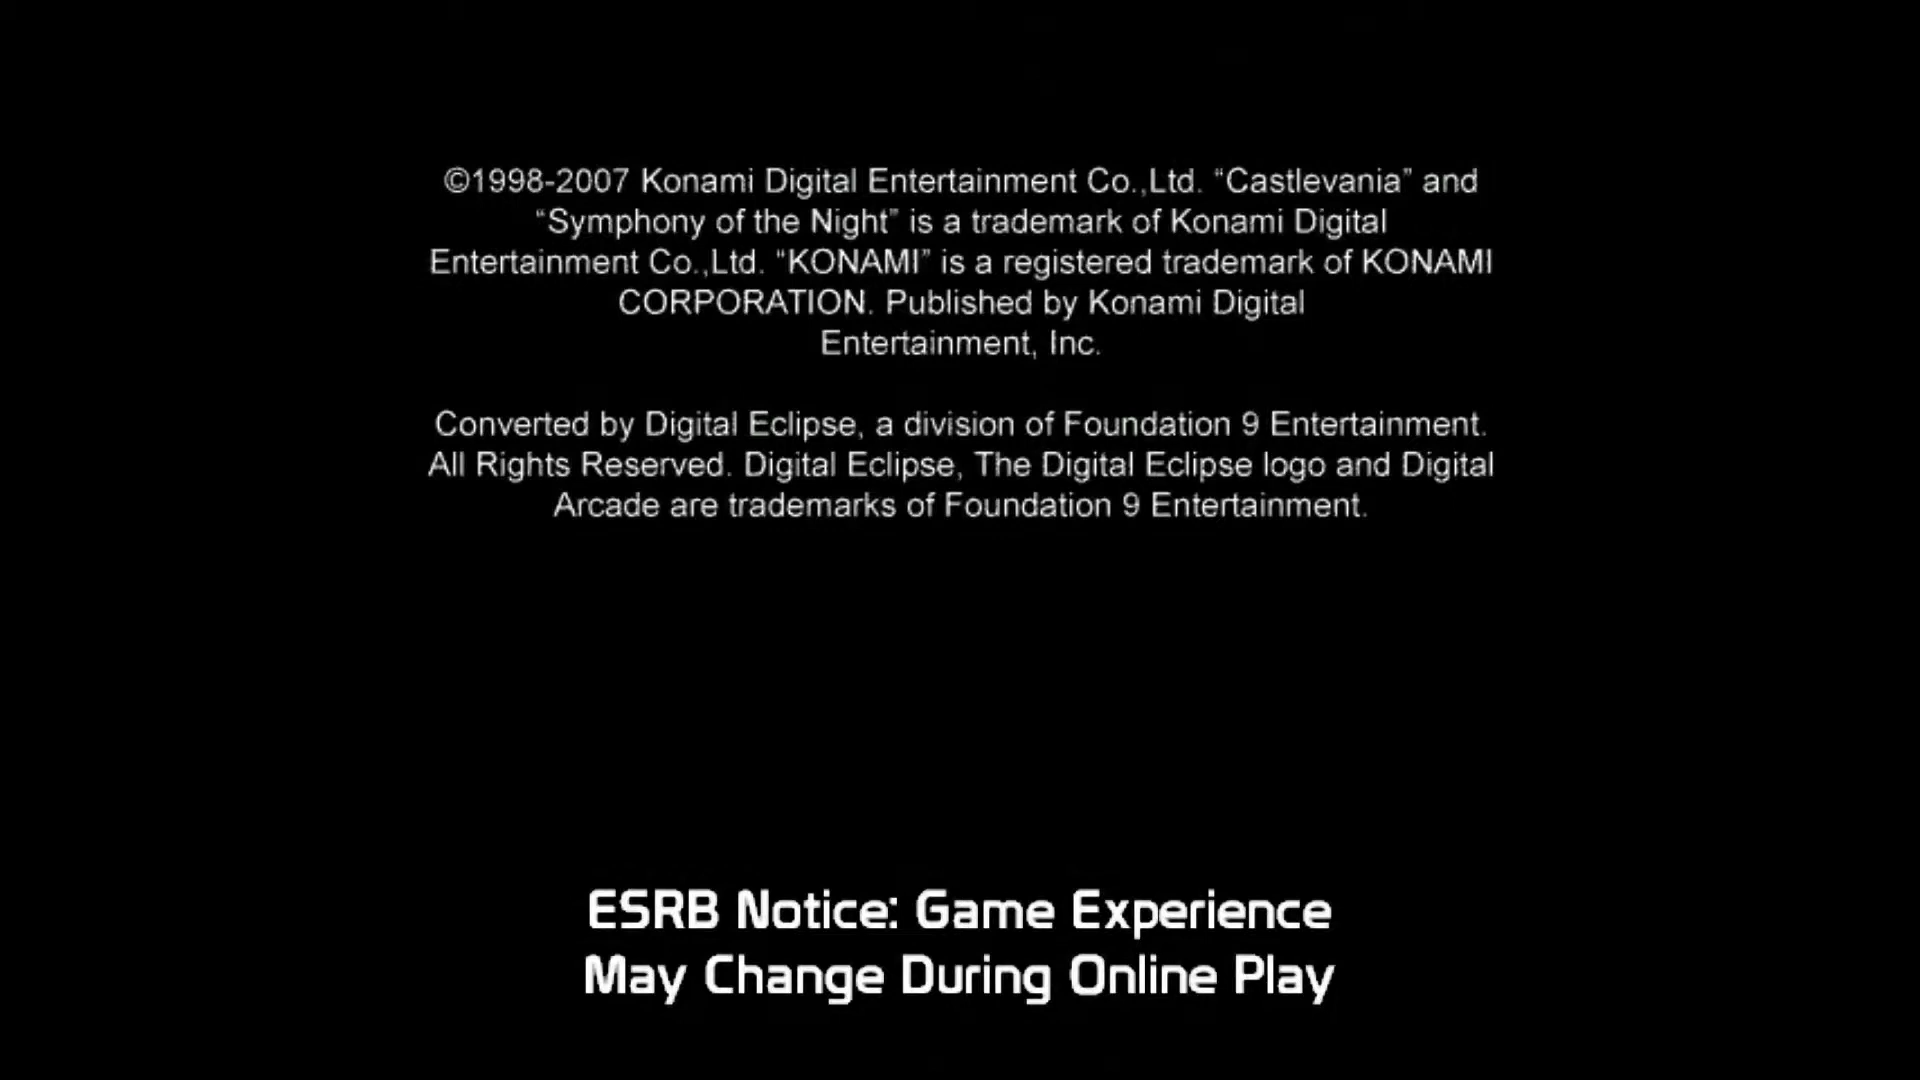 ©1998-2007 Konami Digital Entertainment Co.,Ltd. “Castlevania” and
“Symphony of the Night” is a trademark of Konami Digital
Entertainment Co.,Ltd. “KONAMI” is a registered trademark of KONAMI
CORPORATION. Published by Konami Digital
Entertainment, Inc.
Converted by Digital Eclipse, a division of Foundation 9 Entertainment.
All Rights Reserved. Digital Eclipse, The Digital Eclipse logo and Digital
Arcade are trademarks of Foundation 9 Entertainment.
ESRB Notice: Game Experience
May Change During Online Play